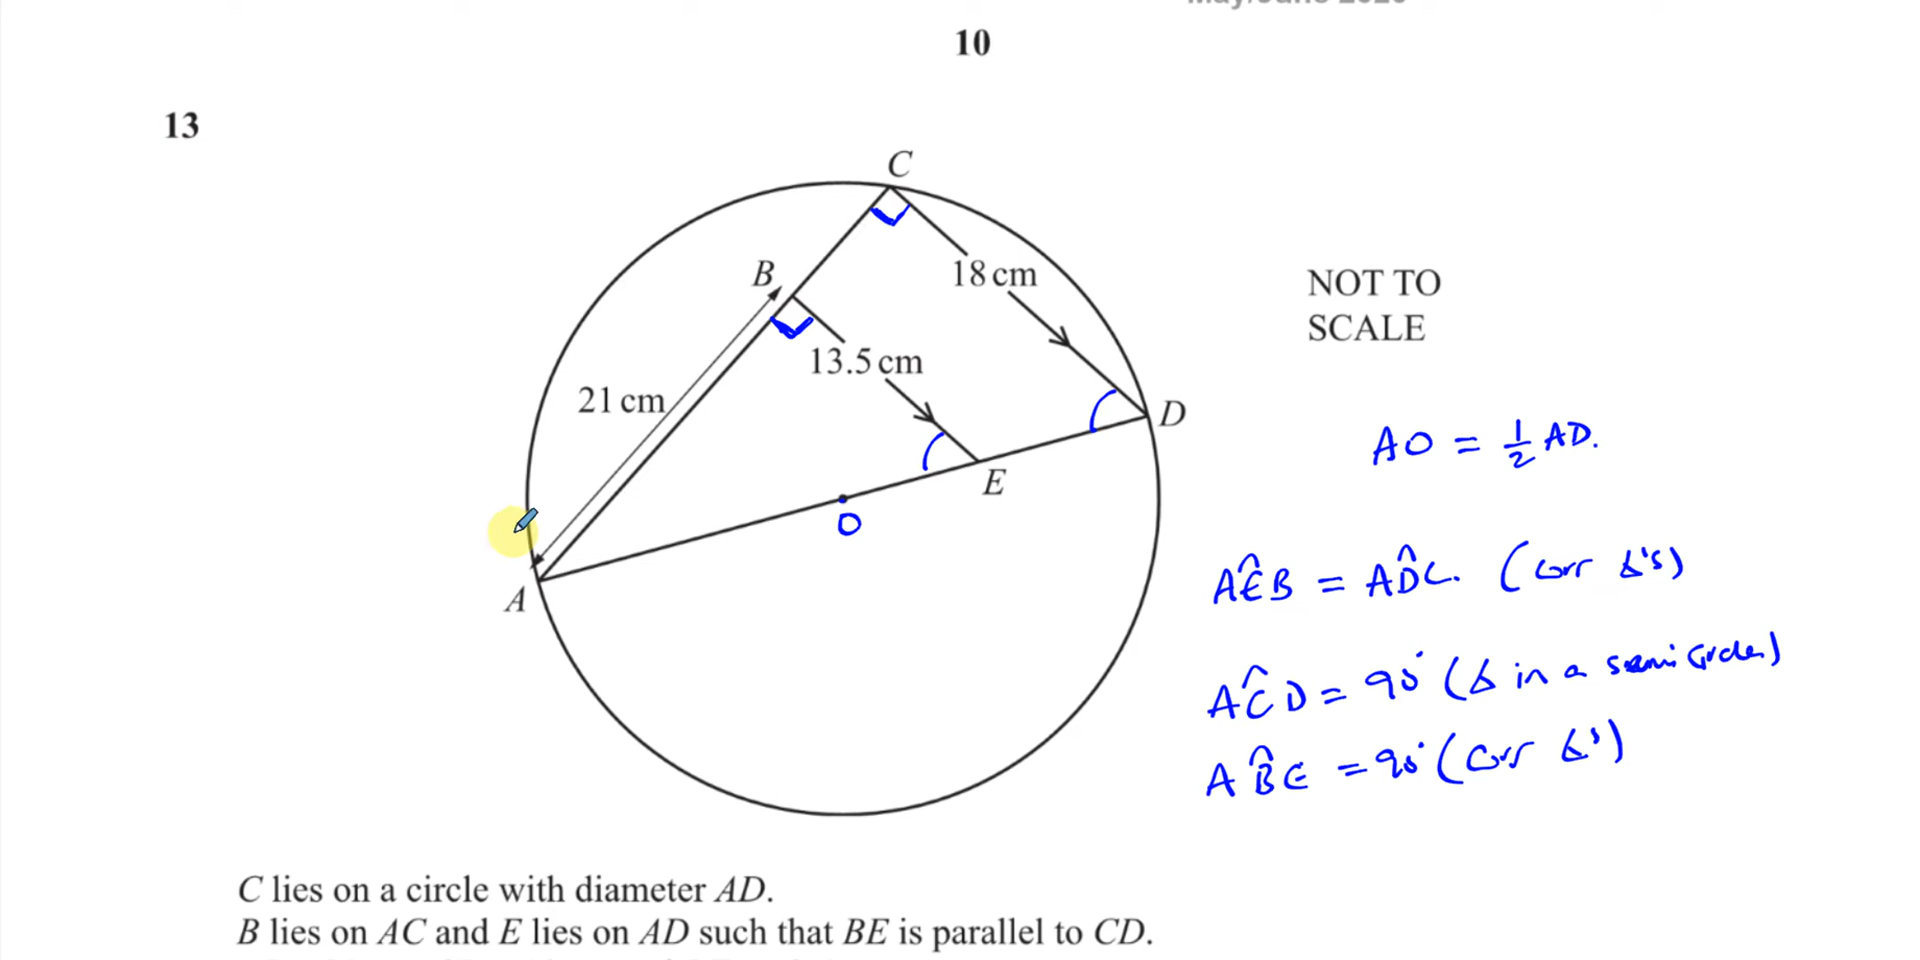 10
13
C
B
18 cm
NOT TO
SCALE
13.5 cm
21 cm
D
E
O
A
AO = 1/2 AD.
AÊB = AD̂C. (corr ∠'s)
AĈD = 90° (∠ in a semi circle)
AB̂E = 90° (corr ∠s)
C lies on a circle with diameter AD.
B lies on AC and E lies on AD such that BE is parallel to CD.